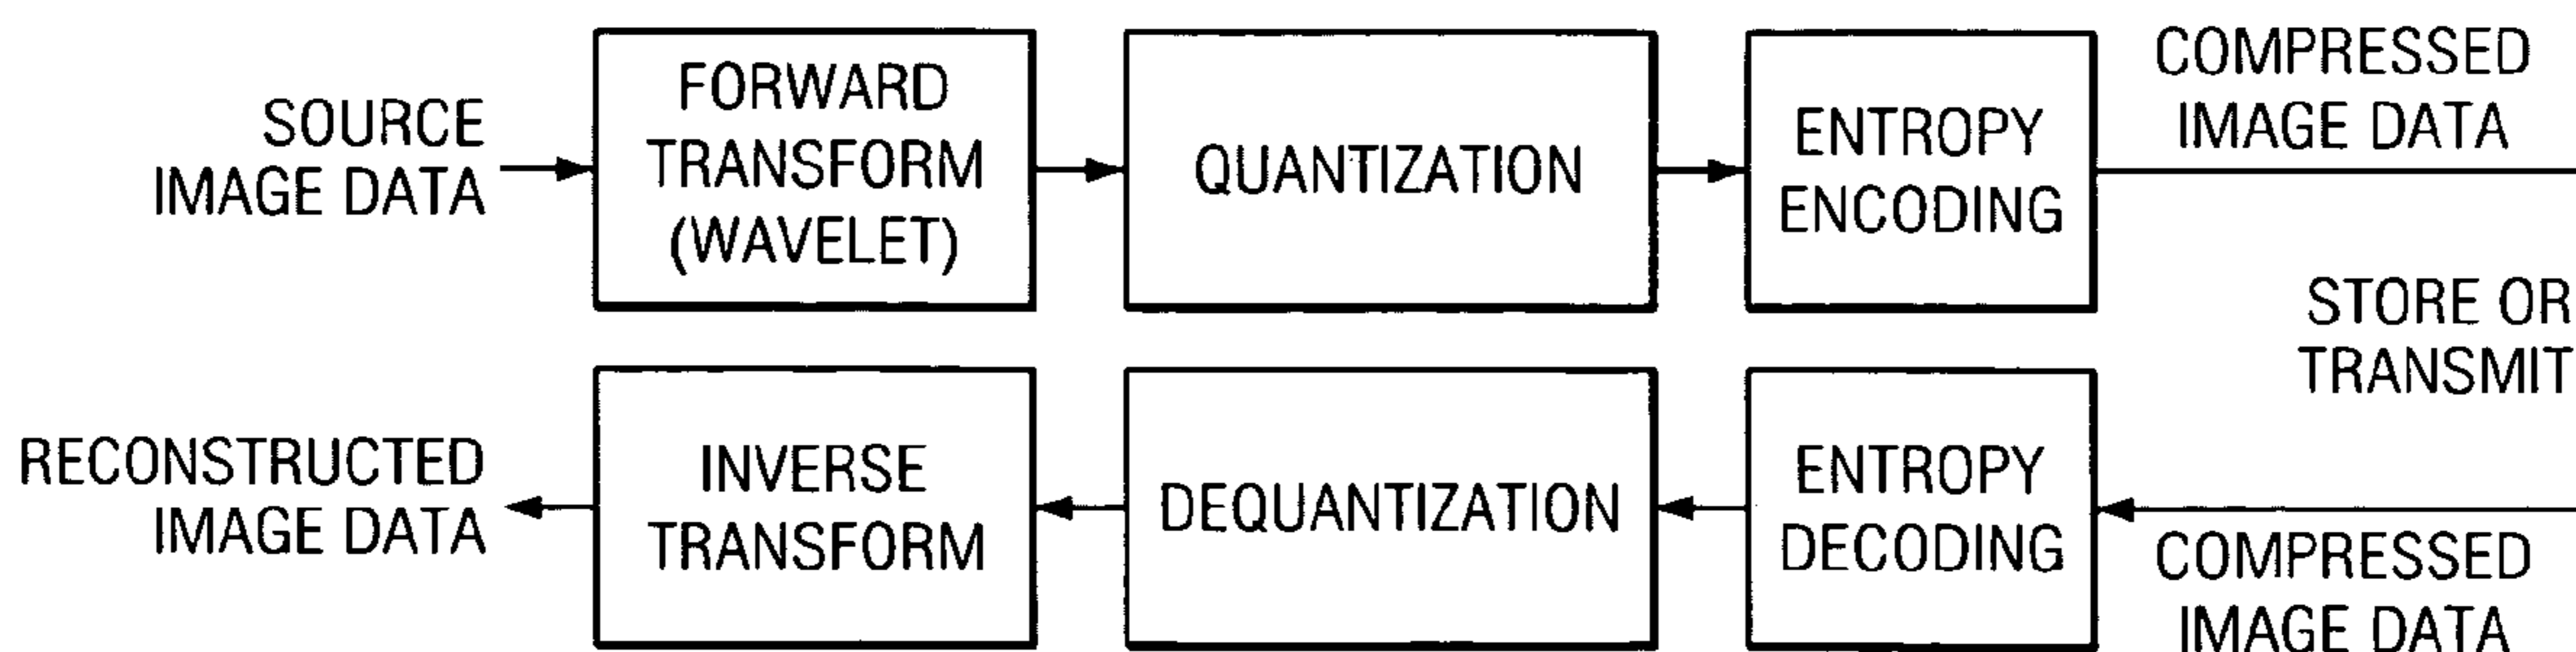 SOURCE
IMAGE DATA
FORWARD
TRANSFORM
(WAVELET)
QUANTIZATION
ENTROPY
ENCODING
COMPRESSED
IMAGE DATA
STORE OR
TRANSMIT
RECONSTRUCTED
IMAGE DATA
INVERSE
TRANSFORM
DEQUANTIZATION
ENTROPY
DECODING
COMPRESSED
IMAGE DATA